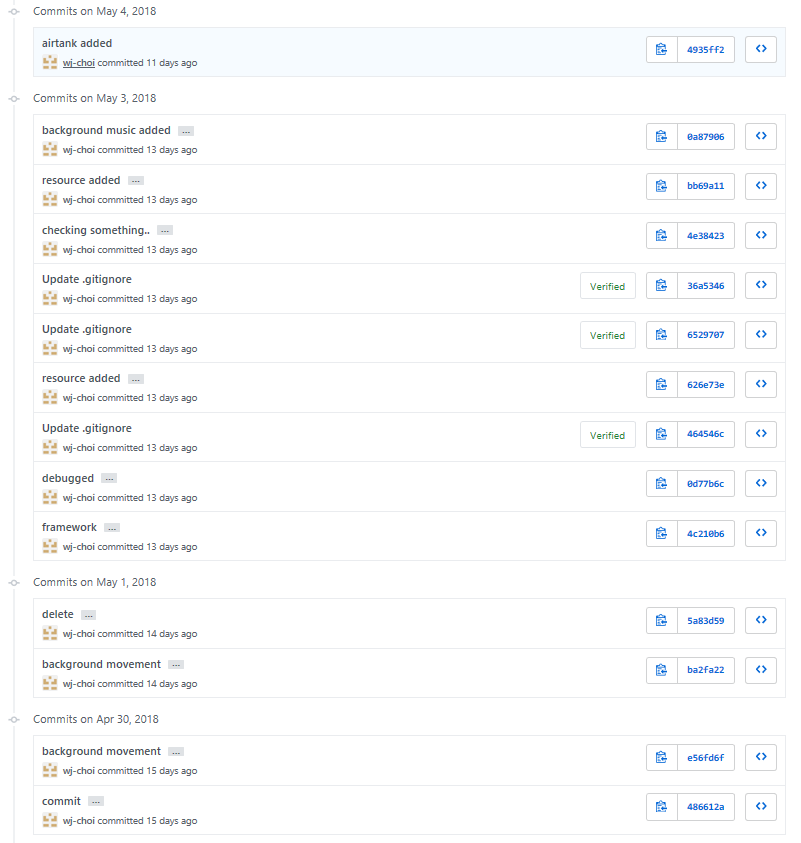 Commits on May 4, 2018
airtank added
wj-choi committed 11 days ago
4935ff2
Commits on May 3, 2018
background music added ...
wj-choi committed 13 days ago
0a87906
resource added ...
wj-choi committed 13 days ago
bb69a11
checking something.. ...
wj-choi committed 13 days ago
4e38423
Update .gitignore
wj-choi committed 13 days ago
Verified 36a5346
Update .gitignore
wj-choi committed 13 days ago
Verified 6529707
resource added ...
wj-choi committed 13 days ago
626e73e
Update .gitignore
wj-choi committed 13 days ago
Verified 464546c
debugged ...
wj-choi committed 13 days ago
0d77b6c
framework ...
wj-choi committed 13 days ago
4c210b6
Commits on May 1, 2018
delete ...
wj-choi committed 14 days ago
5a83d59
background movement ...
wj-choi committed 14 days ago
ba2fa22
Commits on Apr 30, 2018
background movement ...
wj-choi committed 15 days ago
e56fd6f
commit ...
wj-choi committed 15 days ago
486612a